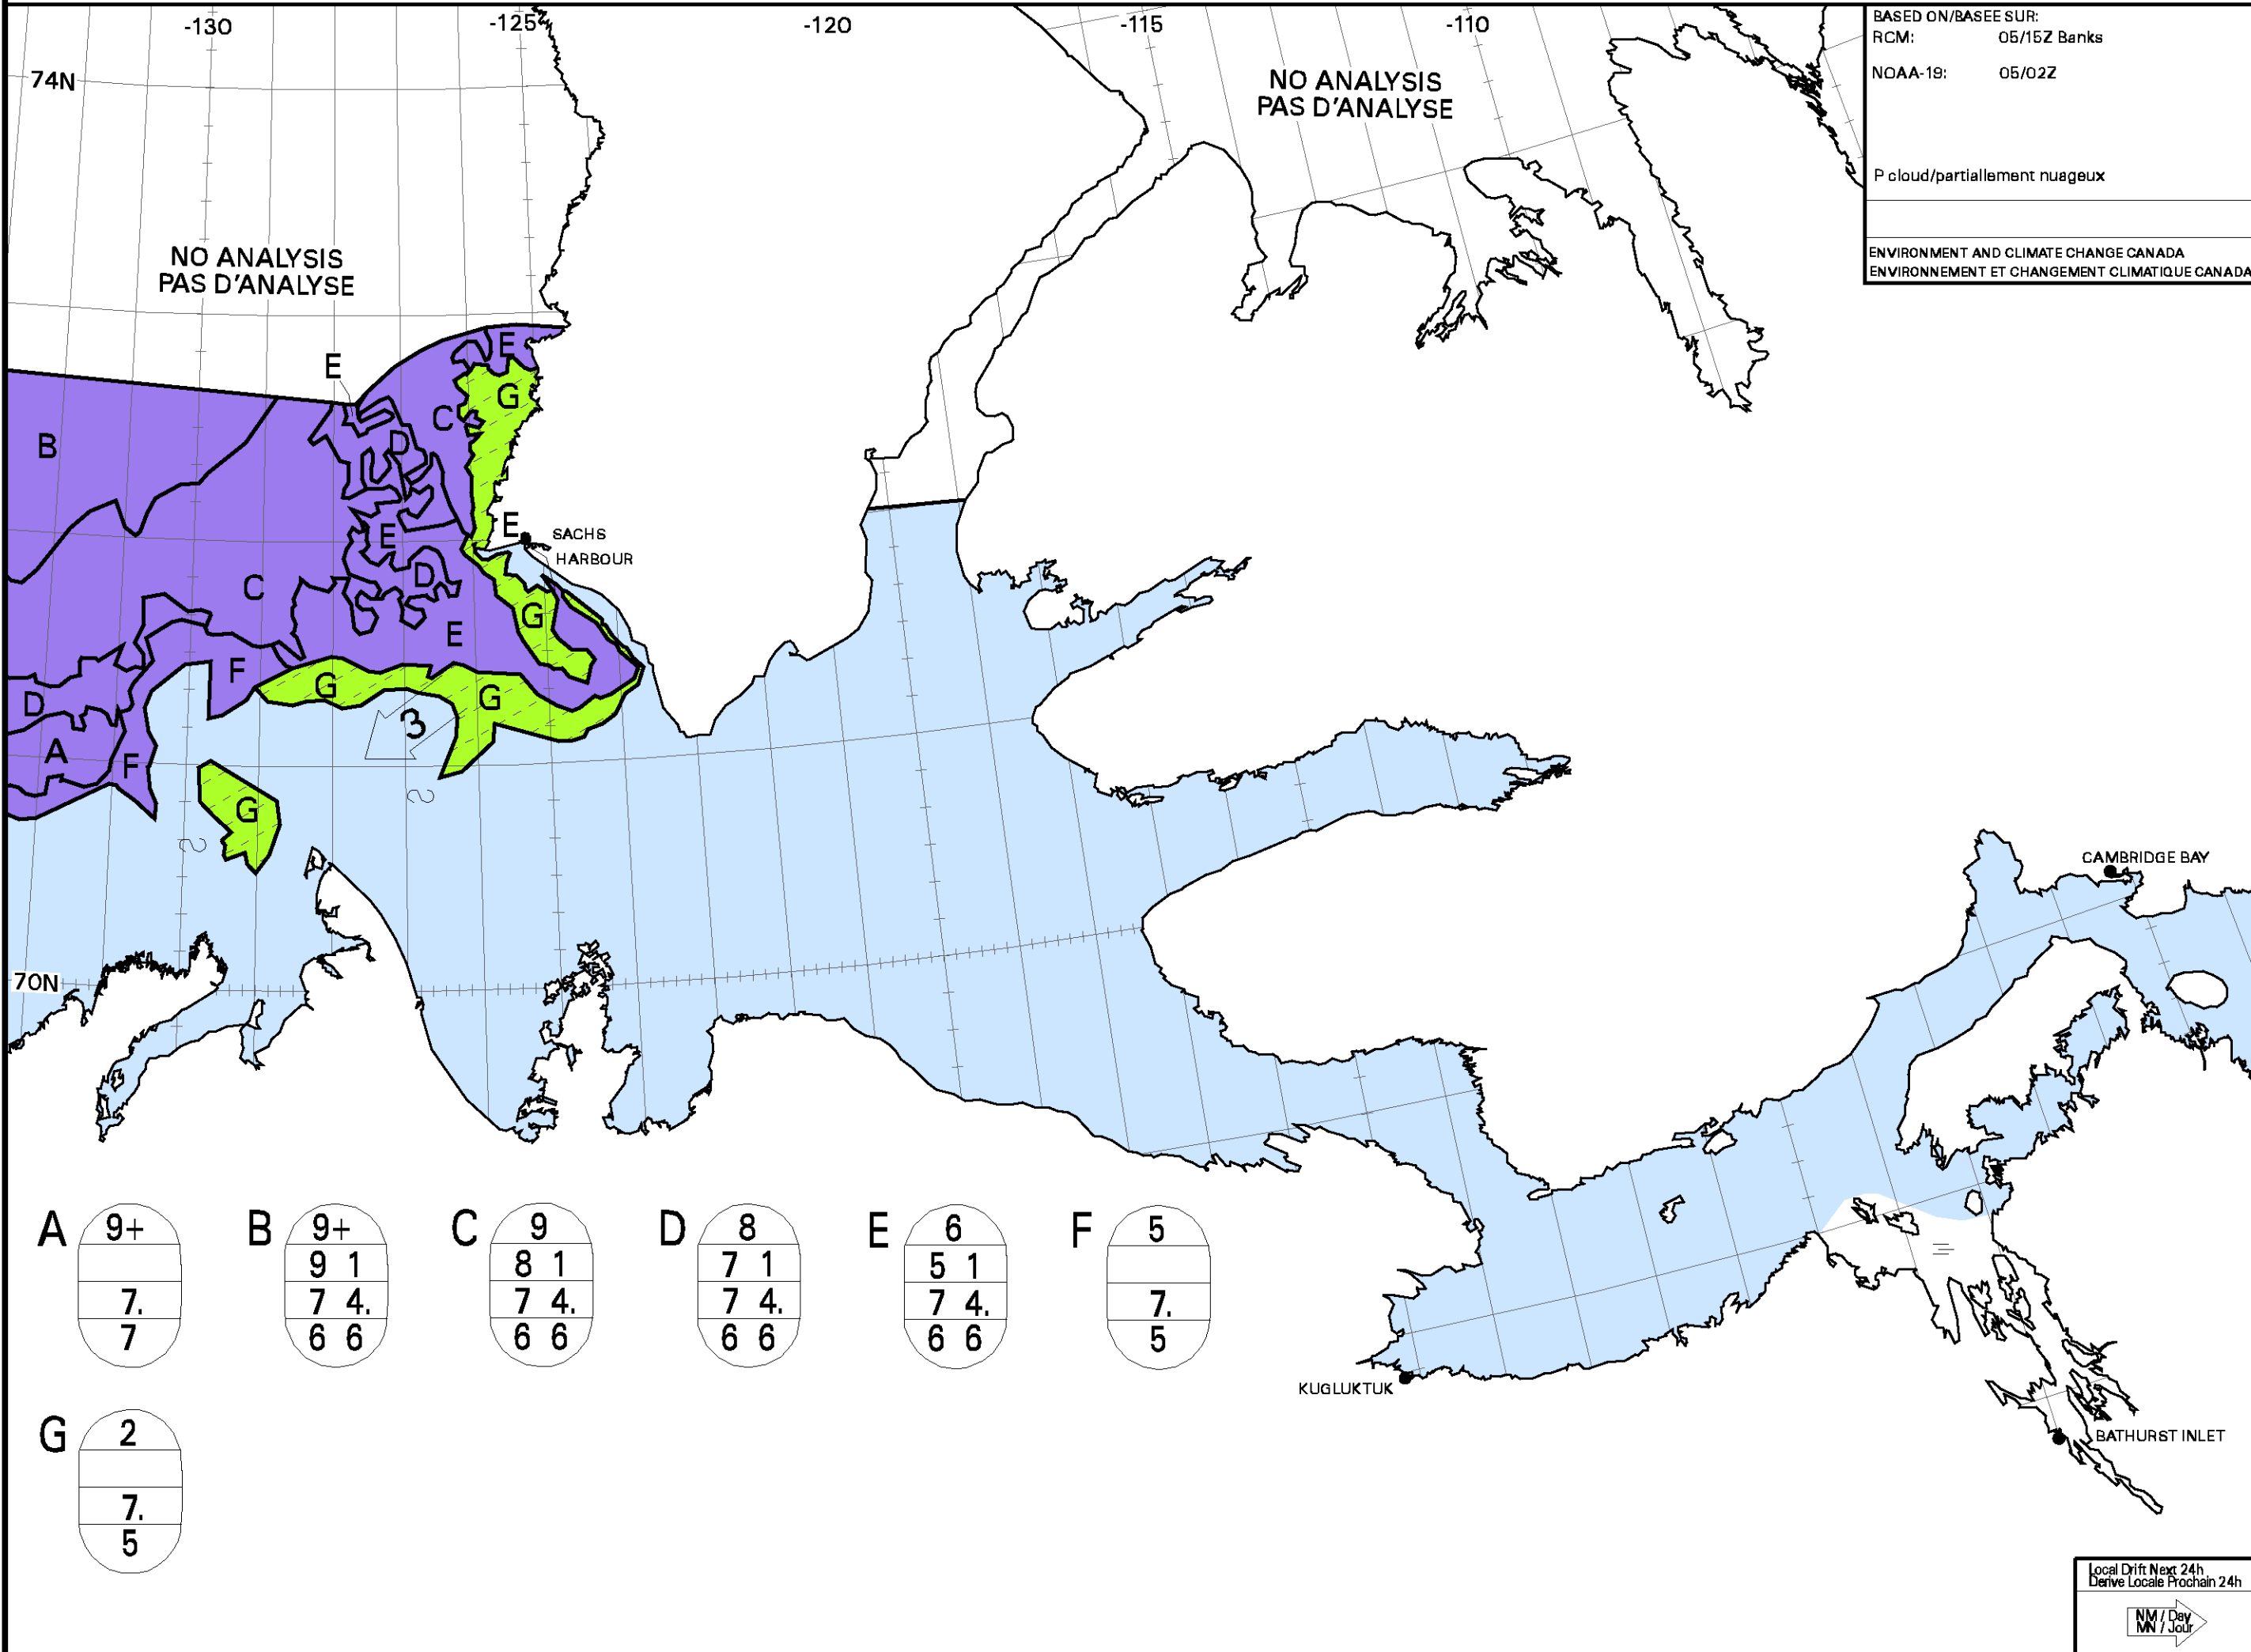 -130
-125
-120
-115
-110
74N
NO ANALYSIS
PAS D'ANALYSE
BASED ON/BASEE SUR:
RCM: 05/15Z Banks
NOAA-19: 05/02Z
P cloud/partiallement nuageux
ENVIRONMENT AND CLIMATE CHANGE CANADA
ENVIRONNEMENT ET CHANGEMENT CLIMATIQUE CANADA
NO ANALYSIS
PAS D'ANALYSE
E
E
G
C
B
D
E
E
SACHS
HARBOUR
D
C
G
E
F
G
G
D
3
A
F
G
2
2
CAMBRIDGE BAY
70N
A
9+
7.
7
B
9+
9 1
7 4.
6 6
C
9
8 1
7 4.
6 6
D
8
7 1
7 4.
6 6
E
6
5 1
7 4.
6 6
F
5
7.
5
KUGLUKTUK
BATHURST INLET
G
2
7.
5
Local Drift Next 24h
Derive Locale Prochain 24h
NM / Day
MN / Jour